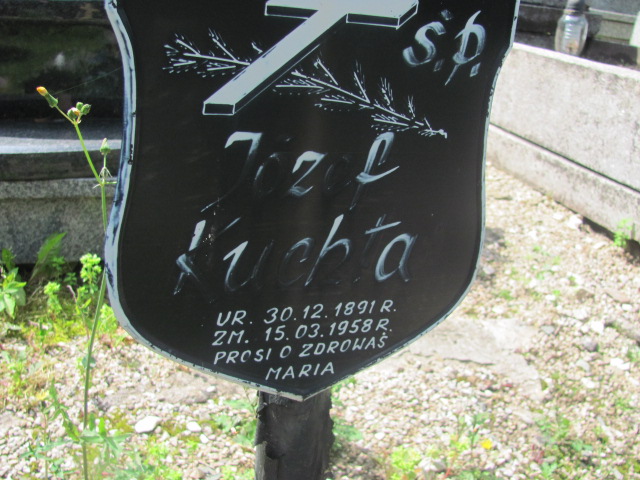 Ś.P.
Józef
Kuchta
UR. 30.12.1891 R.
ZM. 15.03.1958 R.
PROSI O ZDROWAŚ
MARIA